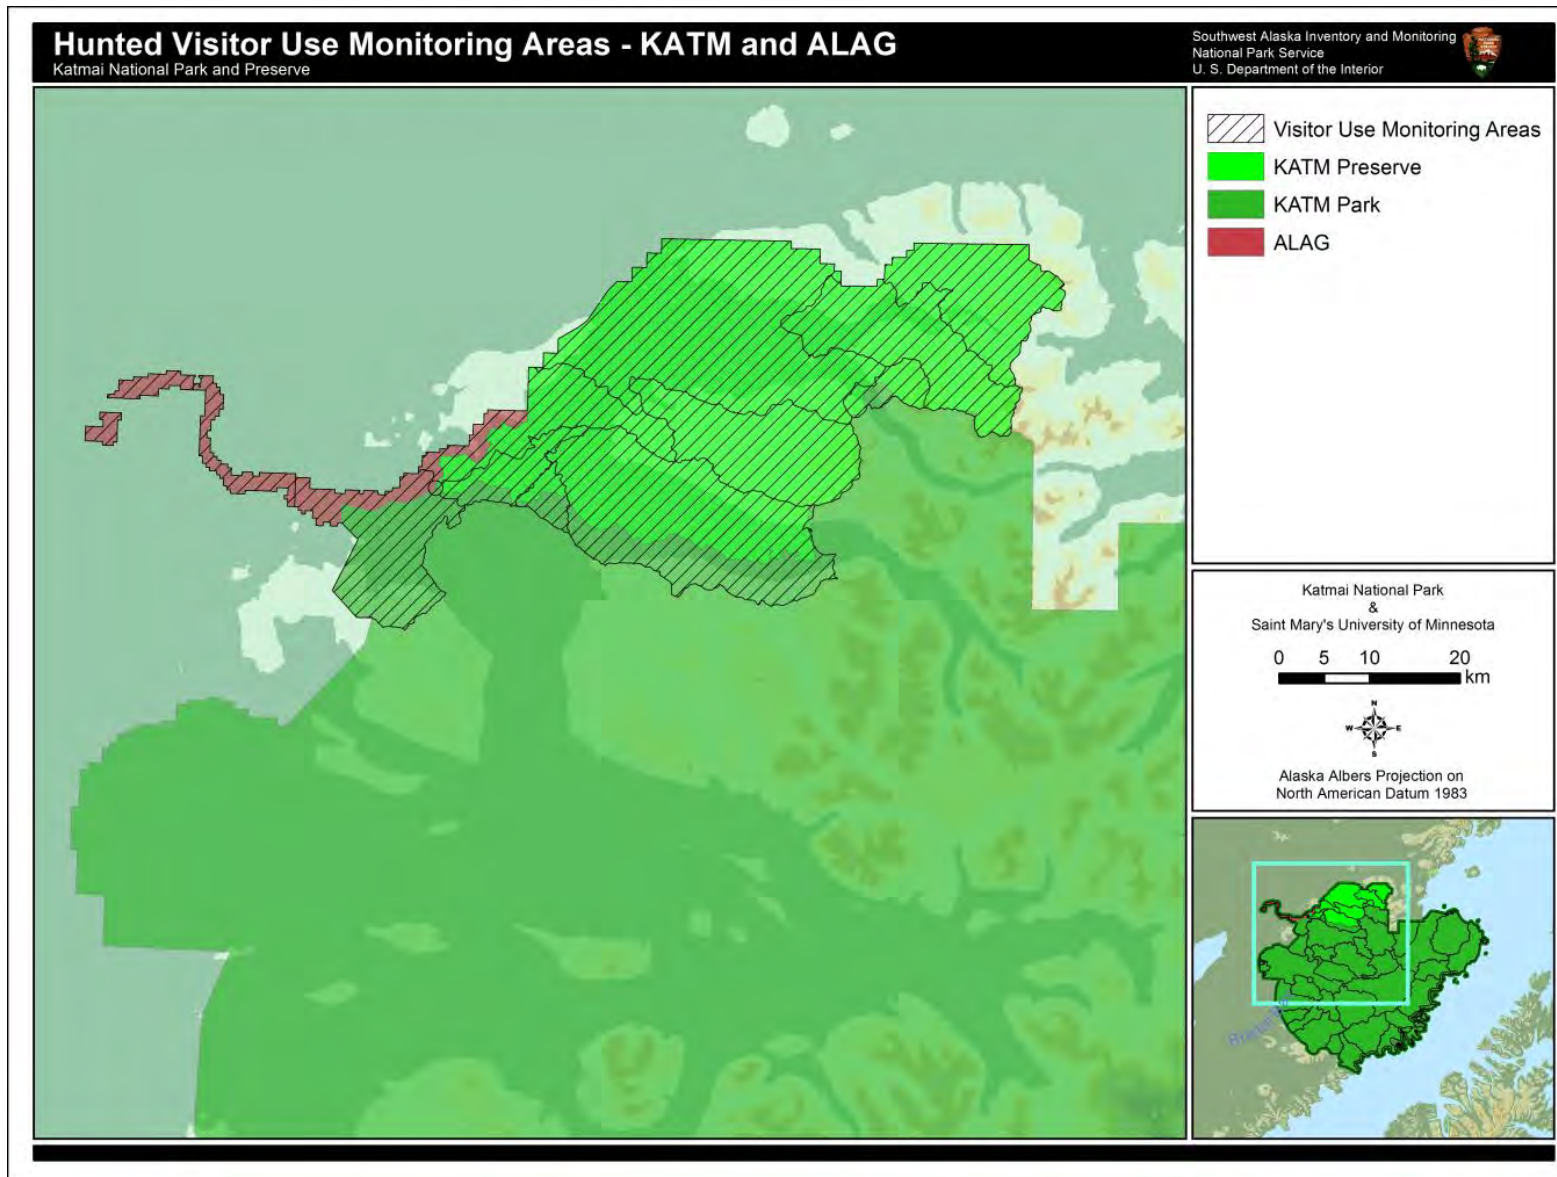 Hunted Visitor Use Monitoring Areas - KATM and ALAG
Katmai National Park and Preserve
Southwest Alaska Inventory and Monitoring
National Park Service
U. S. Department of the Interior
Visitor Use Monitoring Areas
KATM Preserve
KATM Park
ALAG
Katmai National Park
&
Saint Mary's University of Minnesota
0 5 10 20
km
N
W E
S
Alaska Albers Projection on
North American Datum 1983